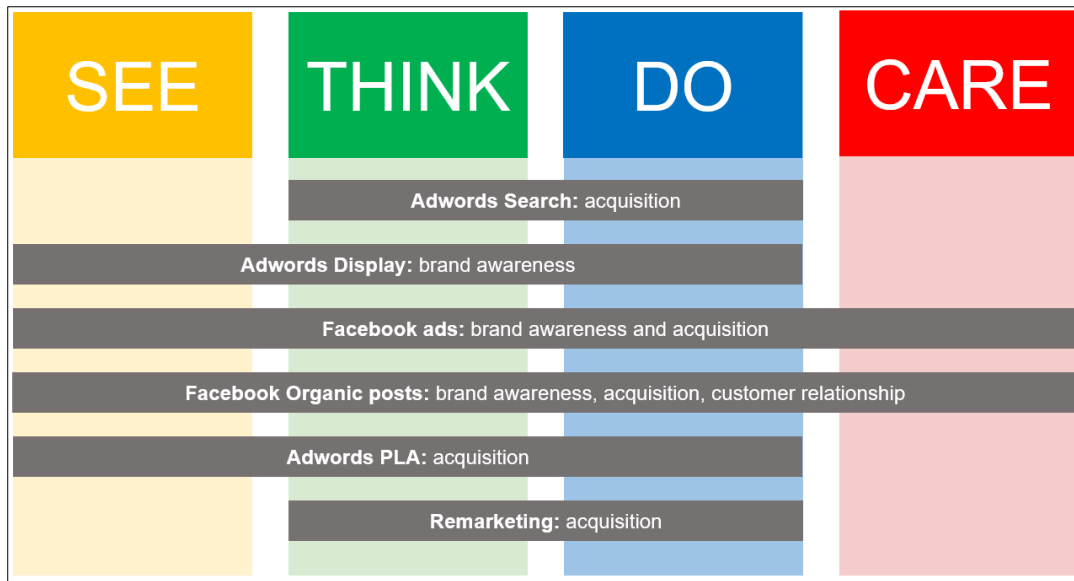 SEE
THINK
DO
CARE
Adwords Search: acquisition
Adwords Display: brand awareness
Facebook ads: brand awareness and acquisition
Facebook Organic posts: brand awareness, acquisition, customer relationship
Adwords PLA: acquisition
Remarketing: acquisition